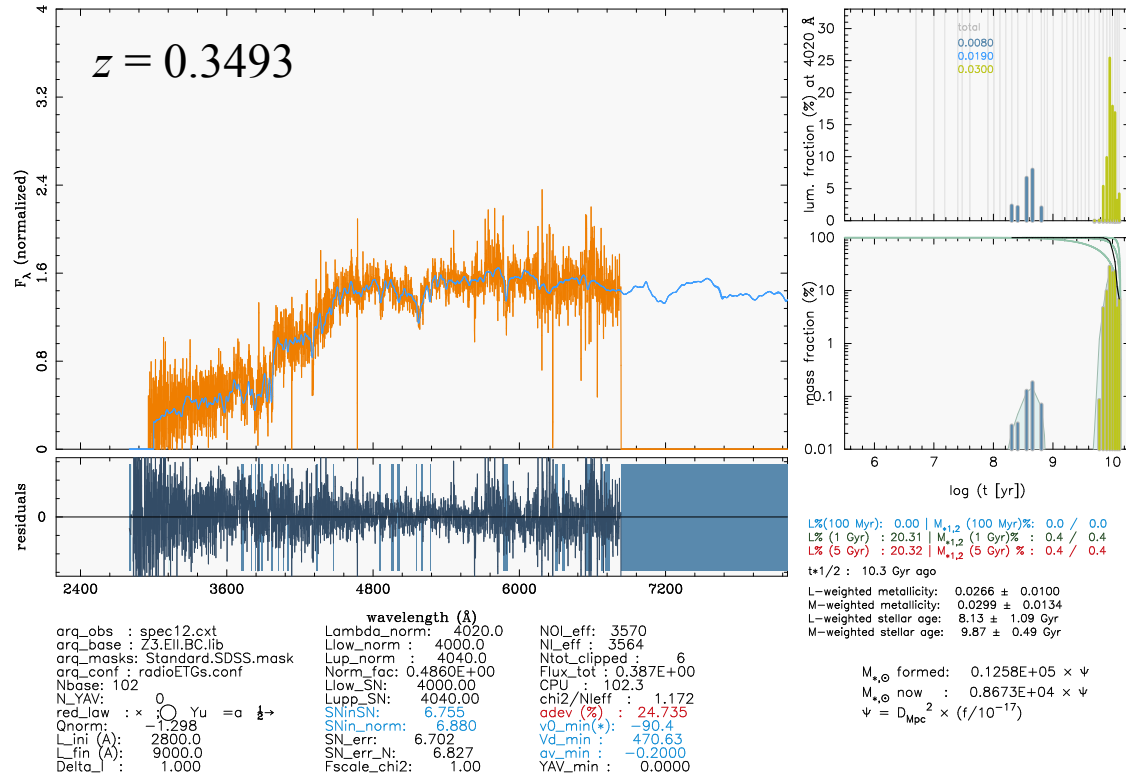 z = 0.3493
4
3.2
2.4
1.6
0.8
0
F_λ (normalized)
residuals
0
2400 3600 4800 6000 7200
wavelength (Å)
total
0.0080
0.0190
0.0300
lum. fraction (%) at 4020 Å
30
25
20
15
10
5
0
mass fraction (%)
100
10
1
0.1
0.01
6 7 8 9 10
log (t [yr])
L%(100 Myr): 0.00 | M*1,2 (100 Myr)%: 0.0 / 0.0
L% (1 Gyr) : 20.31 | M*1,2 (1 Gyr)% : 0.4 / 0.4
L% (5 Gyr) : 20.32 | M*1,2 (5 Gyr) % : 0.4 / 0.4
t*1/2 : 10.3 Gyr ago
L-weighted metallicity: 0.0266 ± 0.0100
M-weighted metallicity: 0.0299 ± 0.0134
L-weighted stellar age: 8.13 ± 1.09 Gyr
M-weighted stellar age: 9.87 ± 0.49 Gyr
M*,⊙ formed: 0.1258E+05 × Ψ
M*,⊙ now : 0.8673E+04 × Ψ
Ψ = D_Mpc² × (f/10⁻¹⁷)
arq_obs : spec12.cxt
arq_base : Z3.Ell.BC.lib
arq_masks: Standard.SDSS.mask
arq_conf : radioETGs.conf
Nbase: 102
N_YAV: 0
red_law : × ;◯ Yu =a ½→
Qnorm: −1.298
L_ini (A): 2800.0
L_fin (A): 9000.0
Delta_l : 1.000
Lambda_norm: 4020.0
Llow_norm : 4000.0
Lup_norm : 4040.0
Norm_fac: 0.4860E+00
Llow_SN: 4000.00
Lupp_SN: 4040.00
SNinSN: 6.755
SNin_norm: 6.880
SN_err: 6.702
SN_err_N: 6.827
Fscale_chi2: 1.00
NOl_eff: 3570
Nl_eff : 3564
Ntot_clipped : 6
Flux_tot : 0.387E+00
CPU : 102.3
chi2/Nleff : 1.172
adev (%) : 24.735
v0_min(*): −90.4
Vd_min : 470.63
av_min : −0.2000
YAV_min : 0.0000